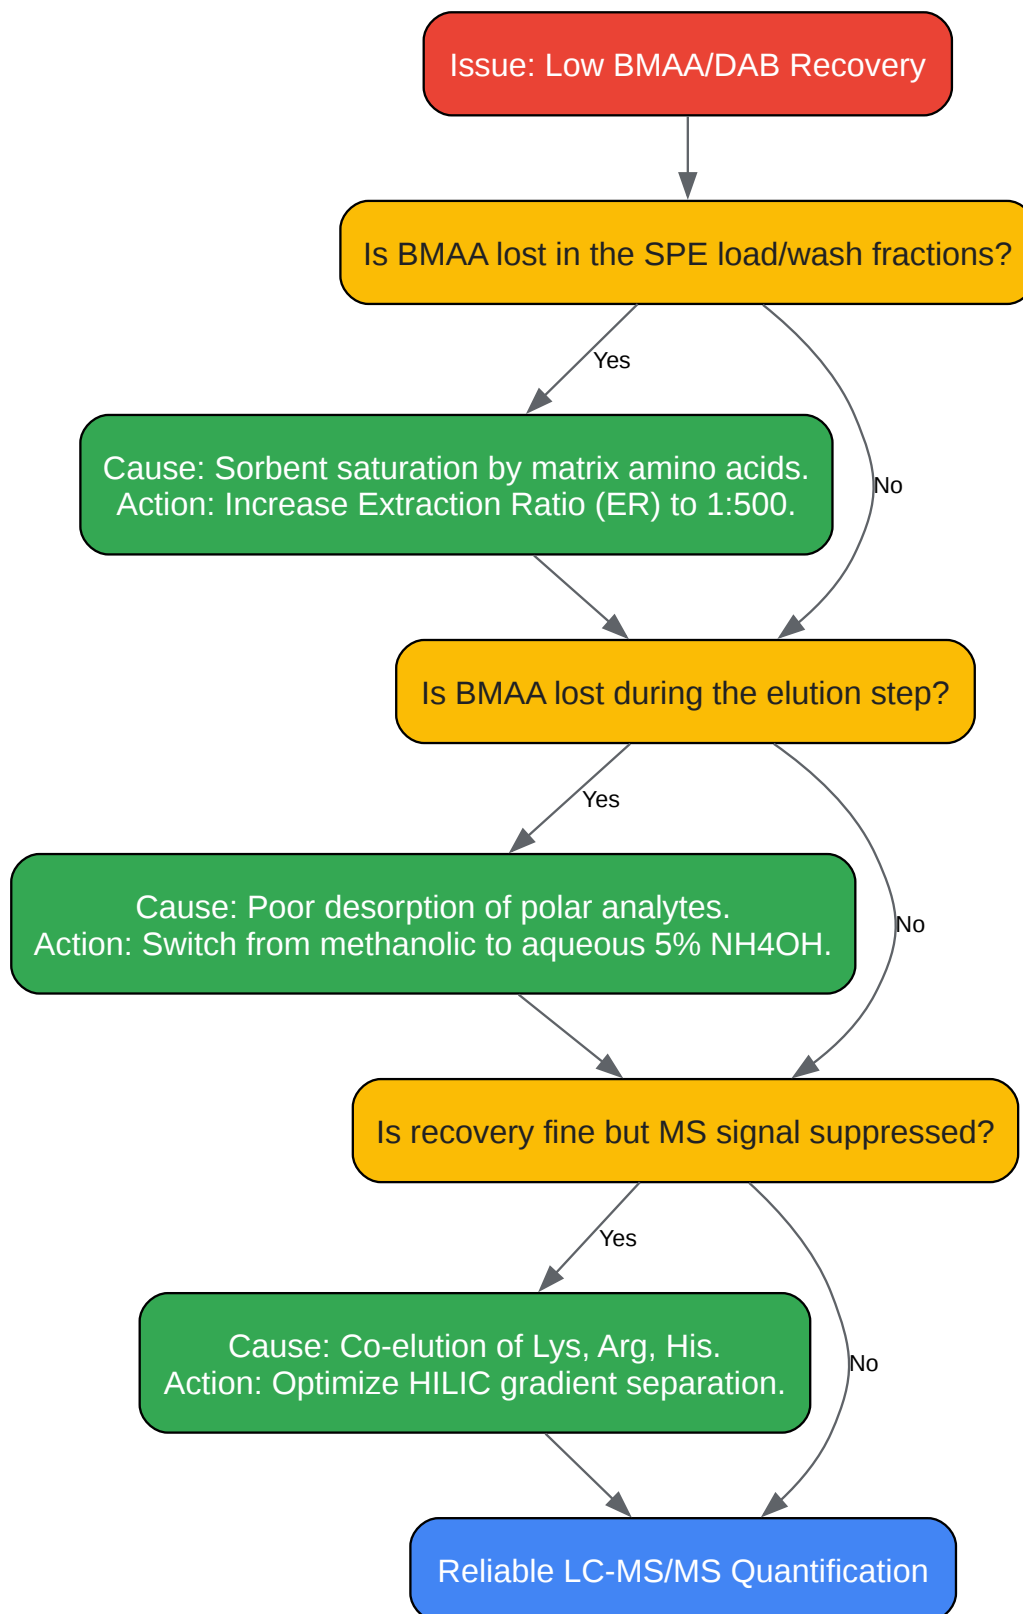 Issue: Low BMAA/DAB Recovery
Is BMAA lost in the SPE load/wash fractions?
Yes
No
Cause: Sorbent saturation by matrix amino acids.
Action: Increase Extraction Ratio (ER) to 1:500.
Is BMAA lost during the elution step?
Yes
No
Cause: Poor desorption of polar analytes.
Action: Switch from methanolic to aqueous 5% NH4OH.
Is recovery fine but MS signal suppressed?
Yes
No
Cause: Co-elution of Lys, Arg, His.
Action: Optimize HILIC gradient separation.
Reliable LC-MS/MS Quantification